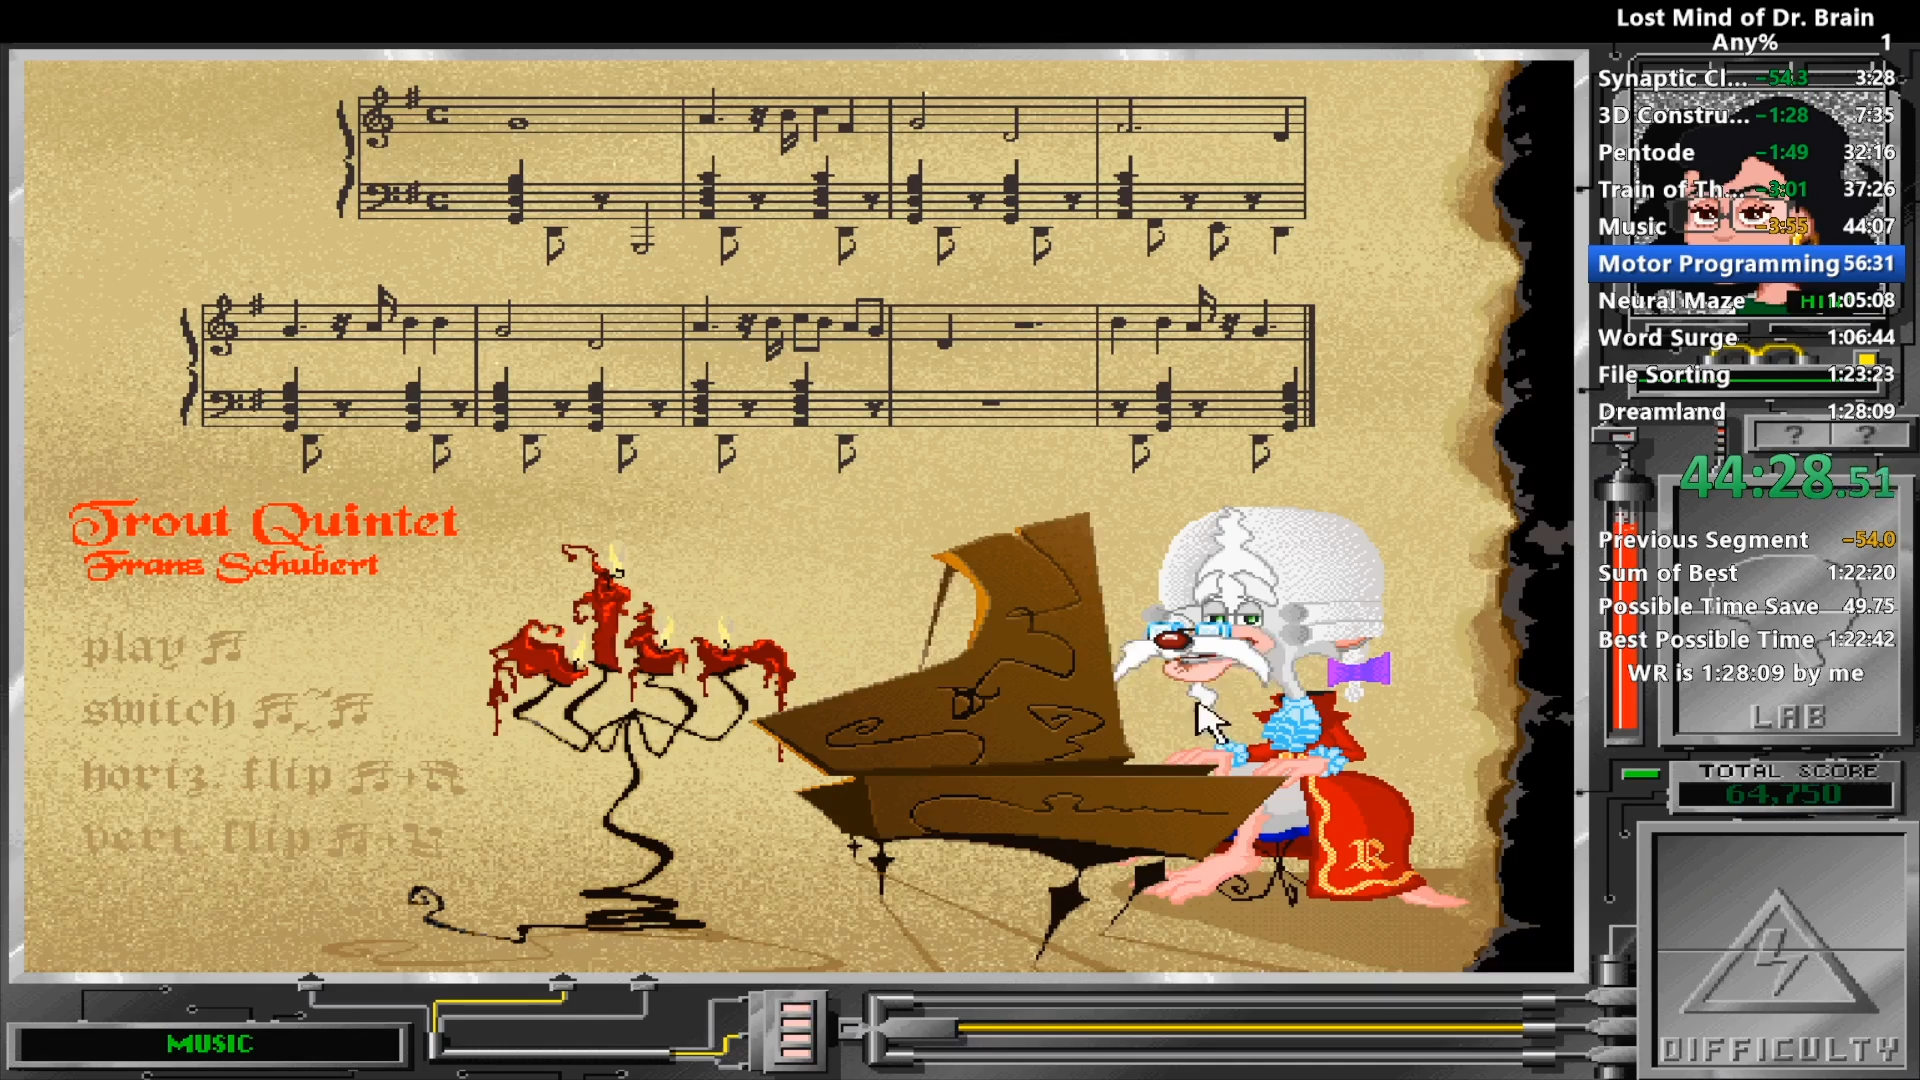 Lost Mind of Dr. Brain
Any% 1
Synaptic Cl... −54.3 3:28
3D Constru... −1:28 7:35
Pentode −1:49 32:16
Train of Th... −3:01 37:26
Music −3:55 44:07
Motor Programming 56:31
Neural Maze 1:05:08
Word Surge 1:06:44
File Sorting 1:23:23
Dreamland 1:28:09
? ?
44:28.51
Previous Segment −54.0
Sum of Best 1:22:20
Possible Time Save 49.75
Best Possible Time 1:22:42
WR is 1:28:09 by me
LAB
TOTAL SCORE
64,750
DIFFICULTY
Trout Quintet
Frans Schubert
play
switch
horiz. flip
vert. flip
R
MUSIC